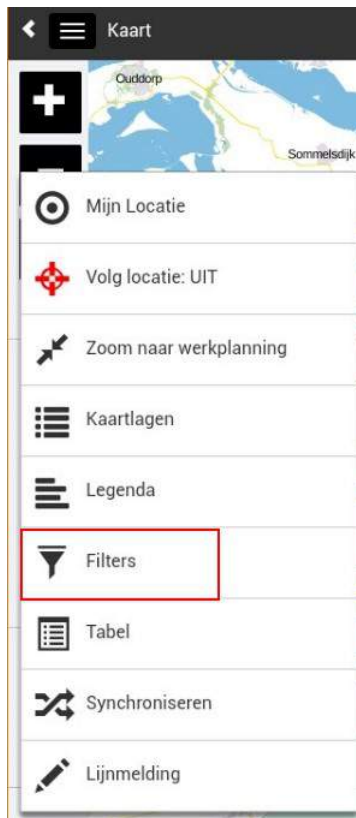 Kaart
Ouddorp
Sommelsdijk
Mijn Locatie
Volg locatie: UIT
Zoom naar werkplanning
Kaartlagen
Legenda
Filters
Tabel
Synchroniseren
Lijnmelding